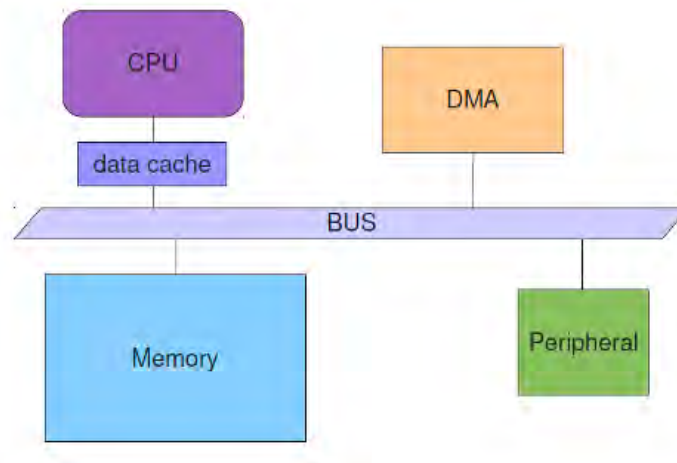 CPU
DMA
data cache
BUS
Memory
Peripheral